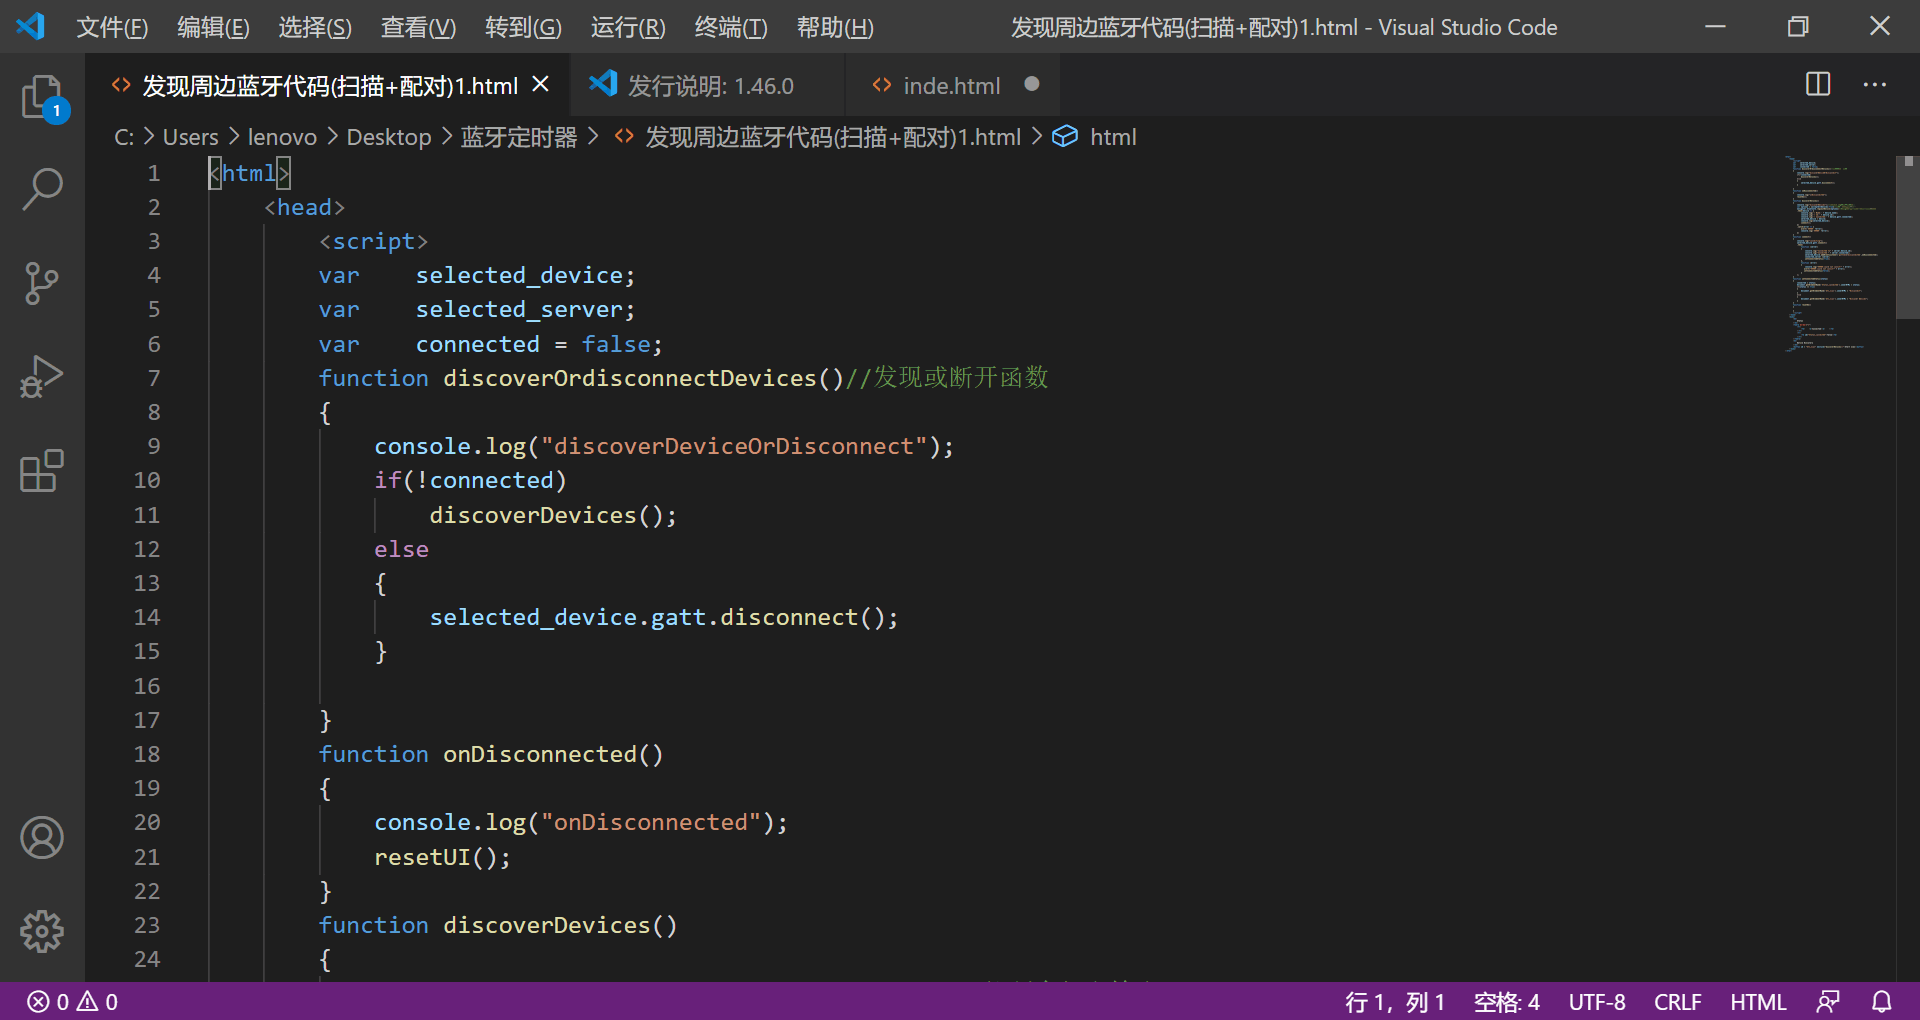 文件(F) 编辑(E) 选择(S) 查看(V) 转到(G) 运行(R) 终端(T) 帮助(H) 发现周边蓝牙代码(扫描+配对)1.html - Visual Studio Code
发现周边蓝牙代码(扫描+配对)1.html 发行说明: 1.46.0 inde.html
1
C: > Users > lenovo > Desktop > 蓝牙定时器 > 发现周边蓝牙代码(扫描+配对)1.html > html
1 <html>
2 <head>
3 <script>
4 var selected_device;
5 var selected_server;
6 var connected = false;
7 function discoverOrdisconnectDevices()//发现或断开函数
8 {
9 console.log("discoverDeviceOrDisconnect");
10 if(!connected)
11 discoverDevices();
12 else
13 {
14 selected_device.gatt.disconnect();
15 }
16
17 }
18 function onDisconnected()
19 {
20 console.log("onDisconnected");
21 resetUI();
22 }
23 function discoverDevices()
24 {
0 0 行 1，列 1 空格: 4 UTF-8 CRLF HTML